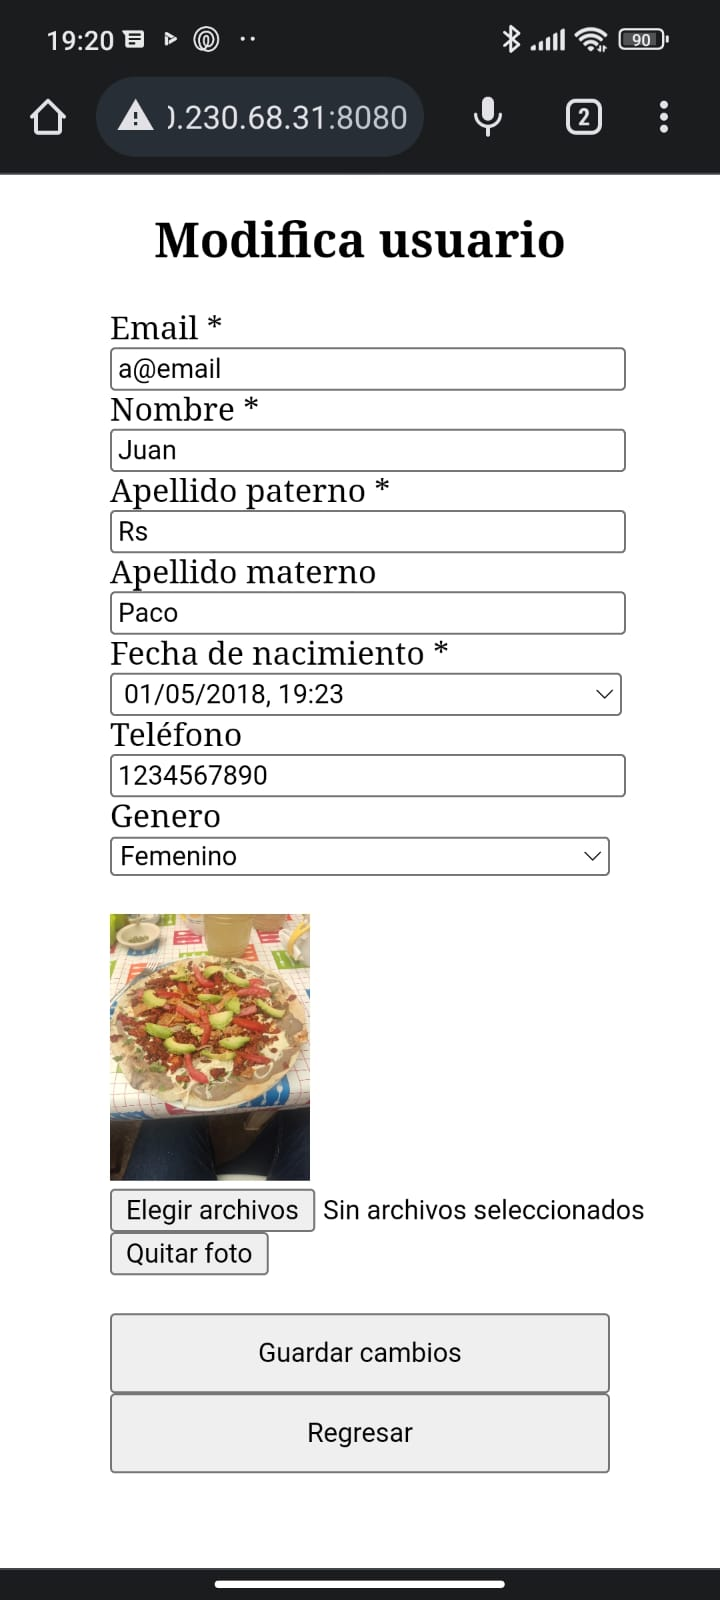 19:20
90
).230.68.31:8080
2
Modifica usuario
Email *
a@email
Nombre *
Juan
Apellido paterno *
Rs
Apellido materno
Paco
Fecha de nacimiento *
01/05/2018, 19:23
Teléfono
1234567890
Genero
Femenino
Elegir archivos Sin archivos seleccionados
Quitar foto
Guardar cambios
Regresar